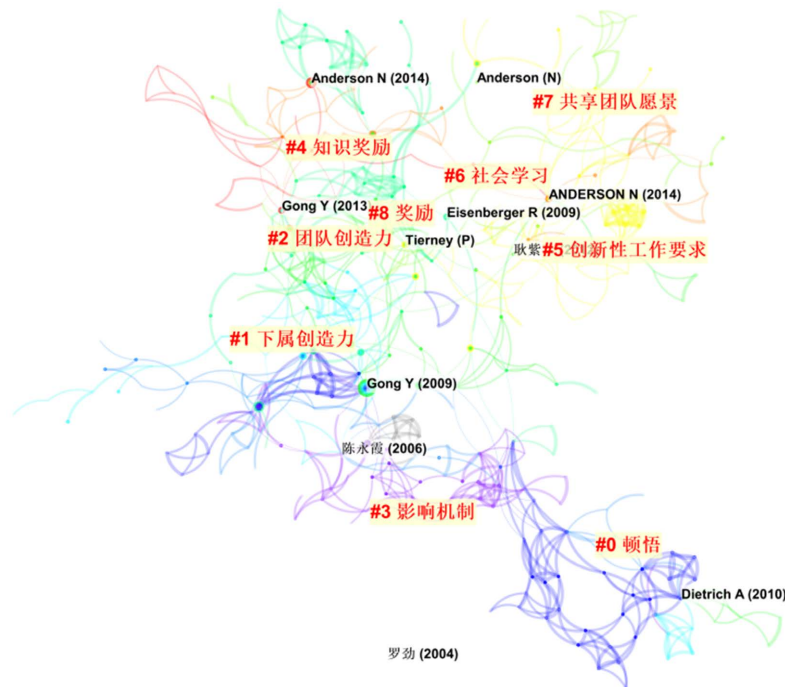 Anderson N (2014)
Anderson (N)
#7 共享团队愿景
#4 知识奖励
#6 社会学习
ANDERSON N (2014)
Gong Y (2013)
#8 奖励
Eisenberger R (2009)
#2 团队创造力
Tierney (P)
耿紫
#5 创新性工作要求
#1 下属创造力
Gong Y (2009)
陈永霞 (2006)
#3 影响机制
#0 顿悟
Dietrich A (2010)
罗劲 (2004)